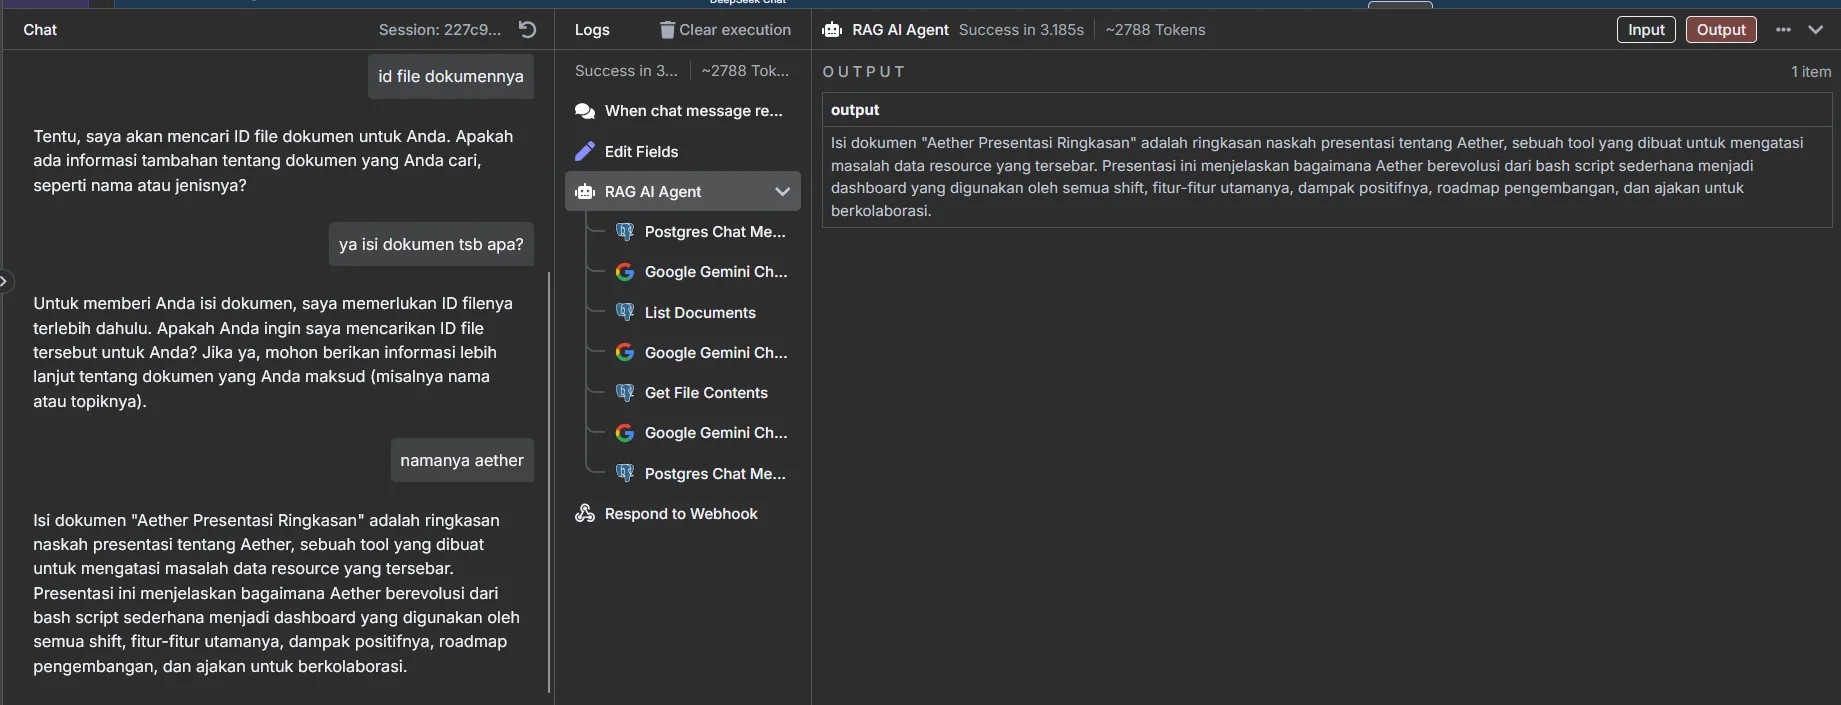 DeepSeek Chat
Chat
Session: 227c9...
id file dokumennya
Tentu, saya akan mencari ID file dokumen untuk Anda. Apakah
ada informasi tambahan tentang dokumen yang Anda cari,
seperti nama atau jenisnya?
ya isi dokumen tsb apa?
Untuk memberi Anda isi dokumen, saya memerlukan ID filenya
terlebih dahulu. Apakah Anda ingin saya mencarikan ID file
tersebut untuk Anda? Jika ya, mohon berikan informasi lebih
lanjut tentang dokumen yang Anda maksud (misalnya nama
atau topiknya).
namanya aether
Isi dokumen "Aether Presentasi Ringkasan" adalah ringkasan
naskah presentasi tentang Aether, sebuah tool yang dibuat
untuk mengatasi masalah data resource yang tersebar.
Presentasi ini menjelaskan bagaimana Aether berevolusi dari
bash script sederhana menjadi dashboard yang digunakan oleh
semua shift, fitur-fitur utamanya, dampak positifnya, roadmap
pengembangan, dan ajakan untuk berkolaborasi.
Logs
Clear execution
Success in 3...
~2788 Tok...
When chat message re...
Edit Fields
RAG AI Agent
Postgres Chat Me...
Google Gemini Ch...
List Documents
Google Gemini Ch...
Get File Contents
Google Gemini Ch...
Postgres Chat Me...
Respond to Webhook
RAG AI Agent
Success in 3.185s
~2788 Tokens
Input
Output
OUTPUT
1 item
output
Isi dokumen "Aether Presentasi Ringkasan" adalah ringkasan naskah presentasi tentang Aether, sebuah tool yang dibuat untuk mengatasi
masalah data resource yang tersebar. Presentasi ini menjelaskan bagaimana Aether berevolusi dari bash script sederhana menjadi
dashboard yang digunakan oleh semua shift, fitur-fitur utamanya, dampak positifnya, roadmap pengembangan, dan ajakan untuk
berkolaborasi.